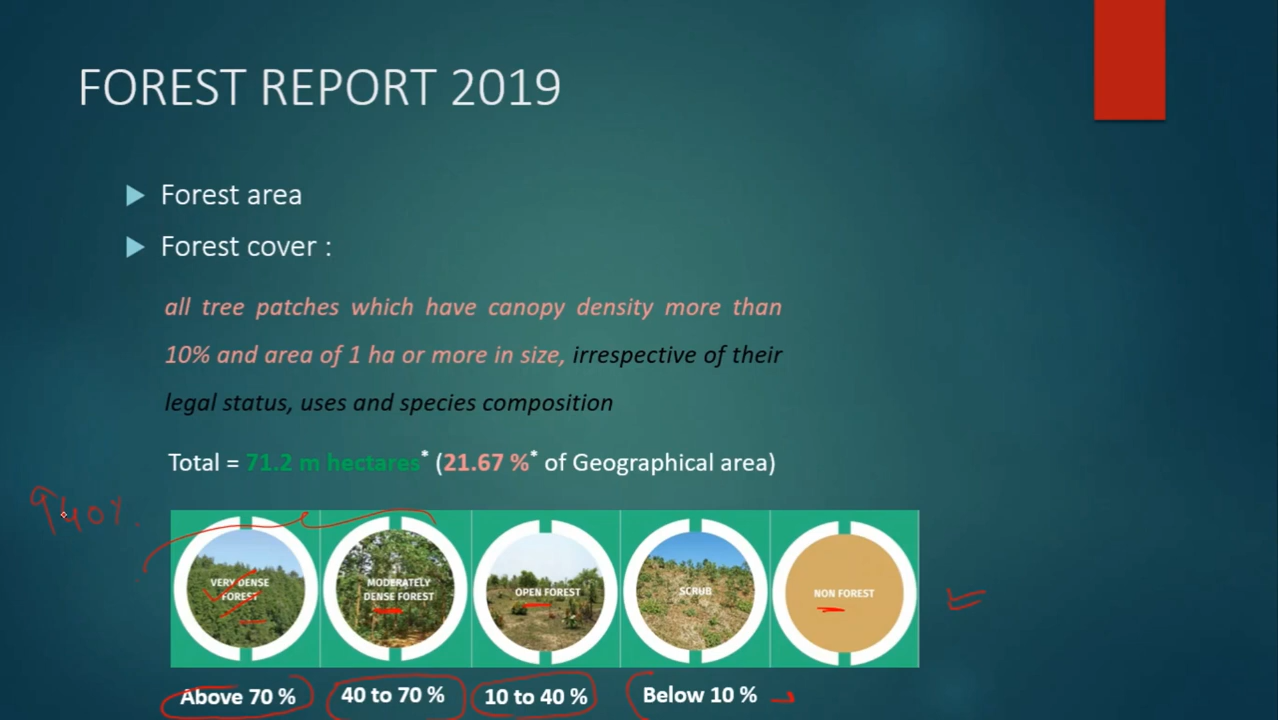 FOREST REPORT 2019
Forest area
Forest cover :
all tree patches which have canopy density more than
10% and area of 1 ha or more in size, irrespective of their
legal status, uses and species composition
Total = 71.2 m hectares* (21.67 %* of Geographical area)
VERY DENSE
FOREST
MODERATELY
DENSE FOREST
OPEN FOREST
SCRUB
NON FOREST
Above 70 %
40 to 70 %
10 to 40 %
Below 10 %